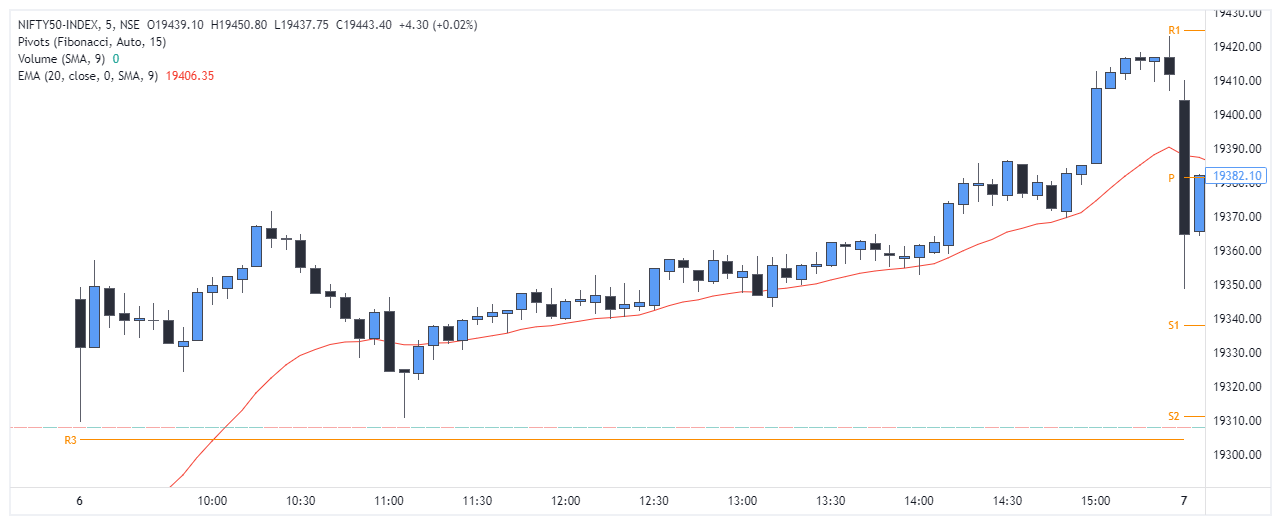 NIFTY50-INDEX, 5, NSE O19439.10 H19450.80 L19437.75 C19443.40 +4.30 (+0.02%)
Pivots (Fibonacci, Auto, 15)
Volume (SMA, 9) 0
EMA (20, close, 0, SMA, 9) 19406.35
19430.00
R1
19420.00
19410.00
19400.00
19390.00
P
19382.10
19380.00
19370.00
19360.00
19350.00
19340.00
S1
19330.00
19320.00
S2
19310.00
R3
19300.00
6 10:00 10:30 11:00 11:30 12:00 12:30 13:00 13:30 14:00 14:30 15:00 7